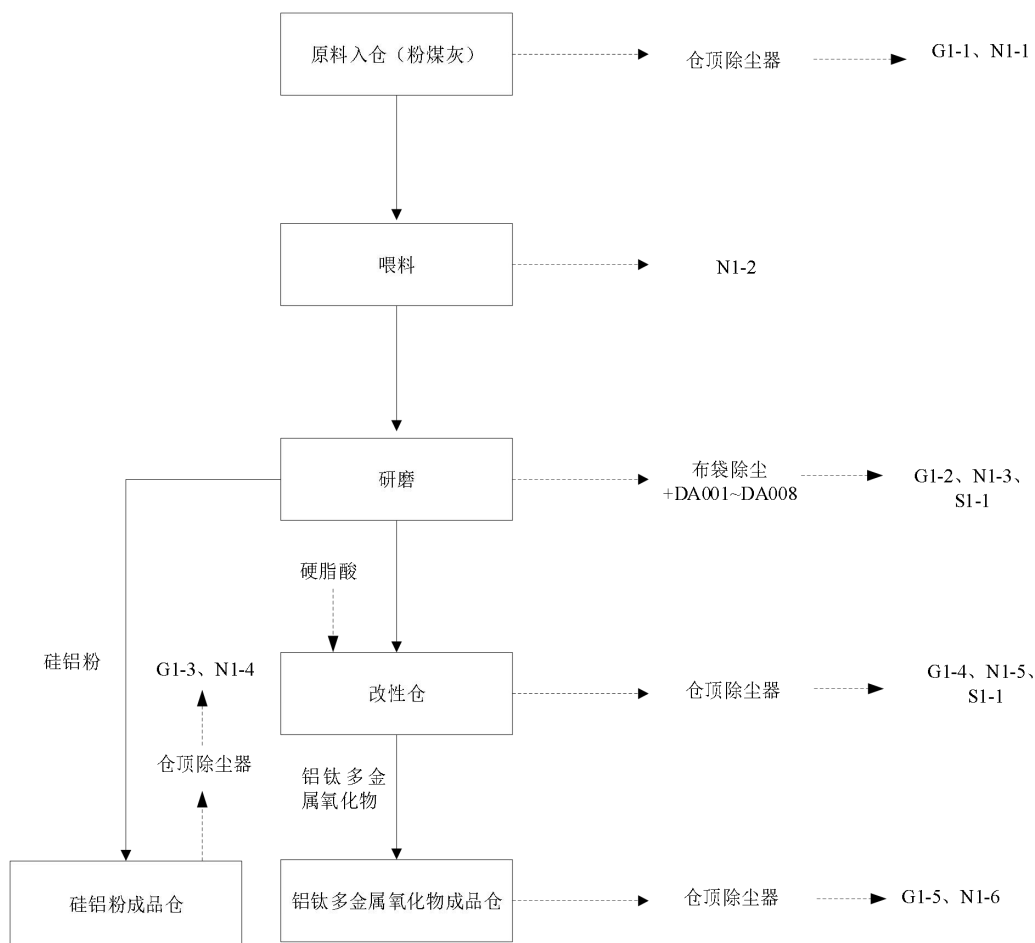 原料入仓（粉煤灰）
仓顶除尘器
G1-1、N1-1
喂料
N1-2
研磨
布袋除尘
+DA001~DA008
G1-2、N1-3、
S1-1
硬脂酸
硅铝粉
G1-3、N1-4
改性仓
仓顶除尘器
G1-4、N1-5、
S1-1
仓顶除尘器
铝钛多金
属氧化物
硅铝粉成品仓
铝钛多金属氧化物成品仓
仓顶除尘器
G1-5、N1-6